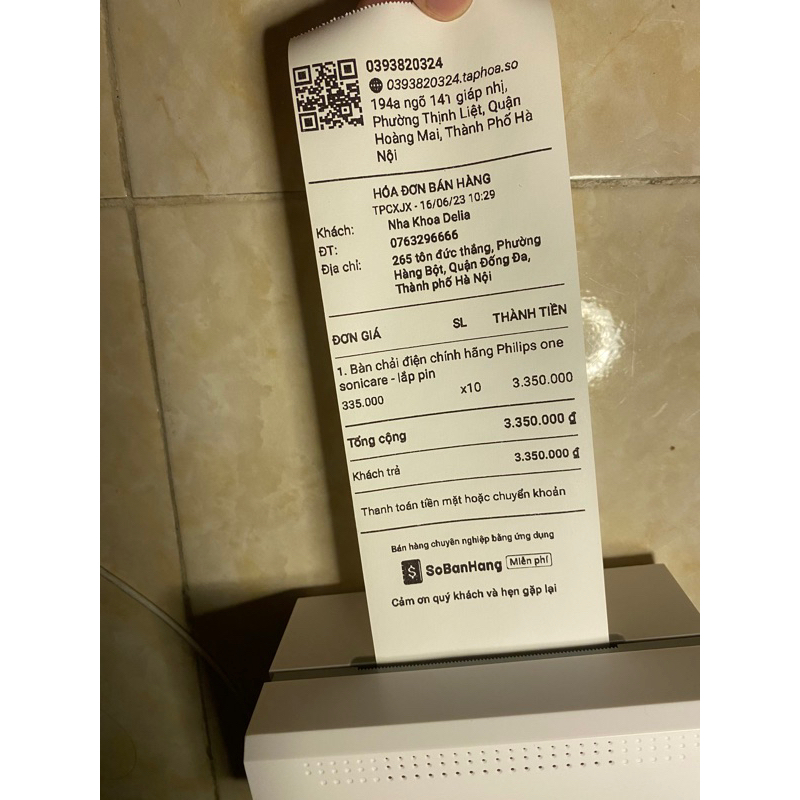 0393820324
0393820324.taphoa.so
194a ngõ 141 giáp nhị,
Phường Thịnh Liệt, Quận
Hoàng Mai, Thành Phố Hà
Nội
HÓA ĐƠN BÁN HÀNG
TPCXJX - 16/06/23 10:29
Khách: Nha Khoa Delia
ĐT: 0763296666
Địa chỉ: 265 tôn đức thắng, Phường
Hàng Bột, Quận Đống Đa,
Thành phố Hà Nội
ĐƠN GIÁ SL THÀNH TIỀN
1. Bàn chải điện chính hãng Philips one
sonicare - lắp pin
335.000 x10 3.350.000
Tổng cộng 3.350.000 ₫
Khách trả 3.350.000 ₫
Thanh toán tiền mặt hoặc chuyển khoản
Bán hàng chuyên nghiệp bằng ứng dụng
$ SoBanHang Miễn phí
Cảm ơn quý khách và hẹn gặp lại